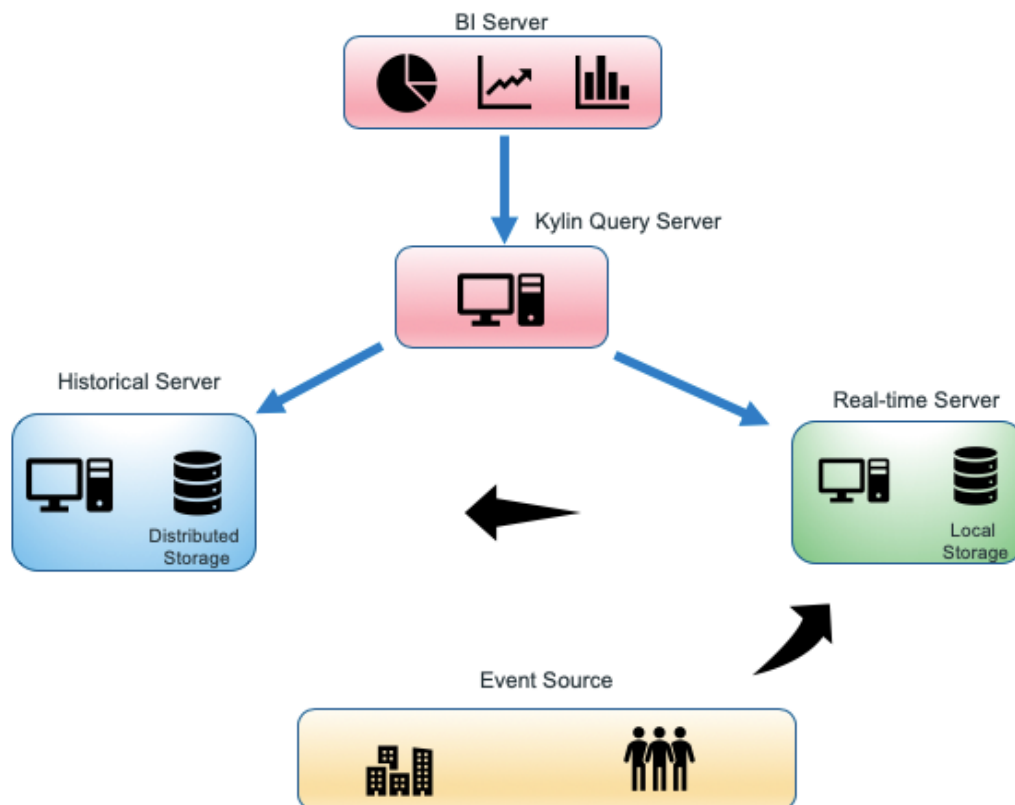 BI Server
Kylin Query Server
Historical Server
Real-time Server
Distributed
Storage
Local
Storage
Event Source